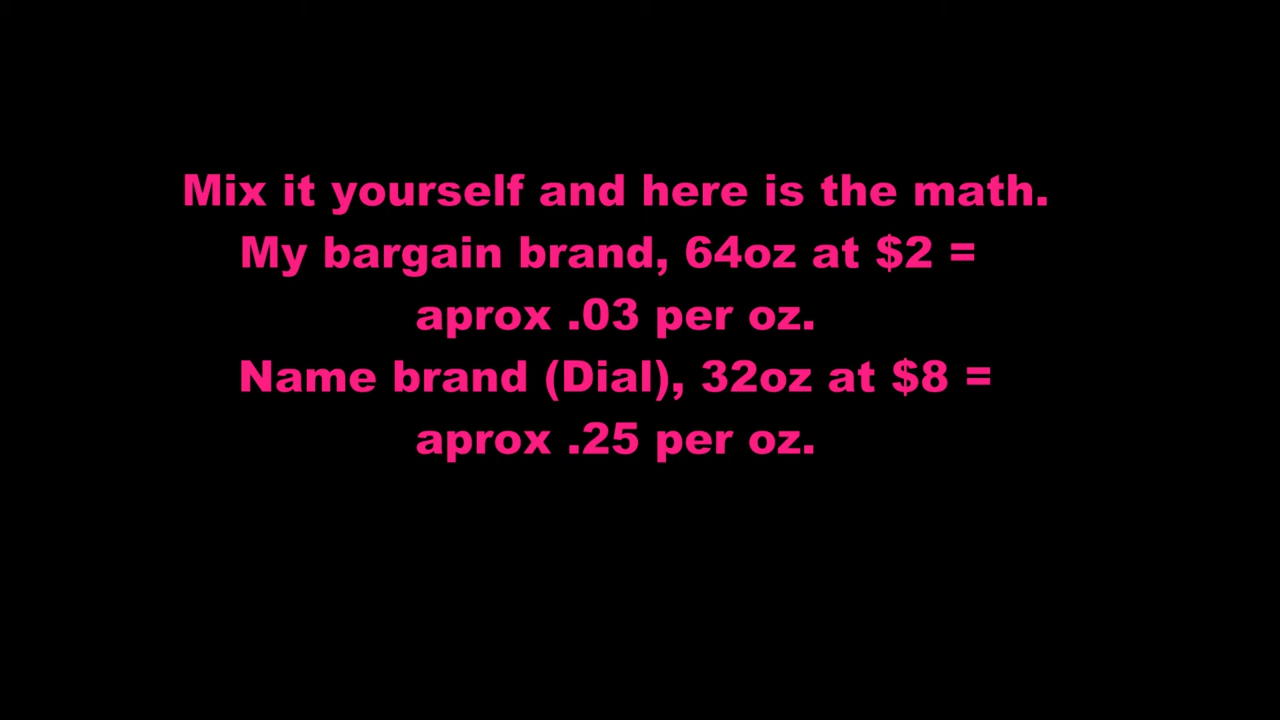 Mix it yourself and here is the math.
My bargain brand, 64oz at $2 =
aprox .03 per oz.
Name brand (Dial), 32oz at $8 =
aprox .25 per oz.